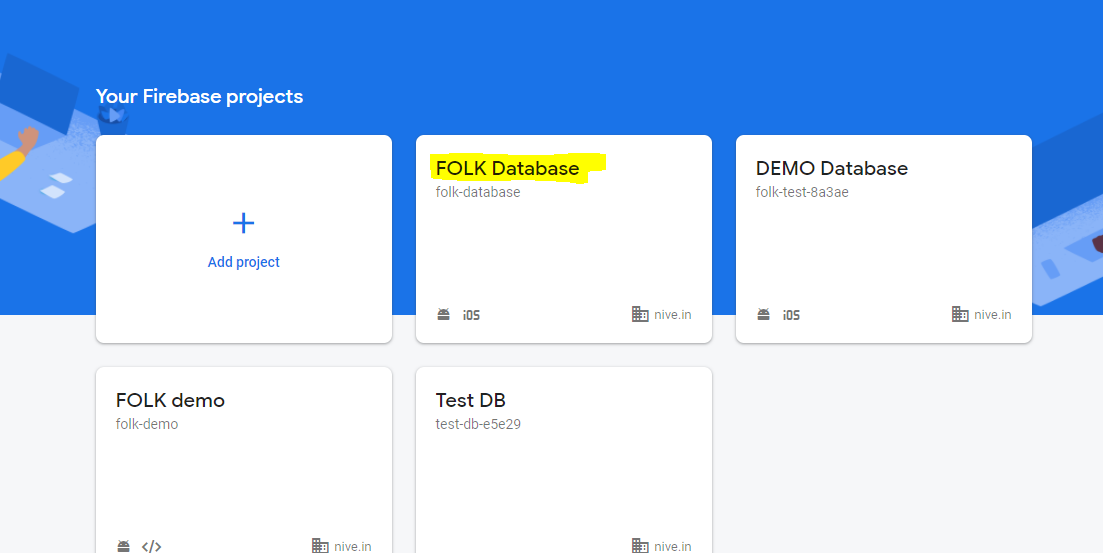 Your Firebase projects
Add project
FOLK Database
folk-database
iOS
nive.in
DEMO Database
folk-test-8a3ae
iOS
nive.in
FOLK demo
folk-demo
</>
nive.in
Test DB
test-db-e5e29
nive.in